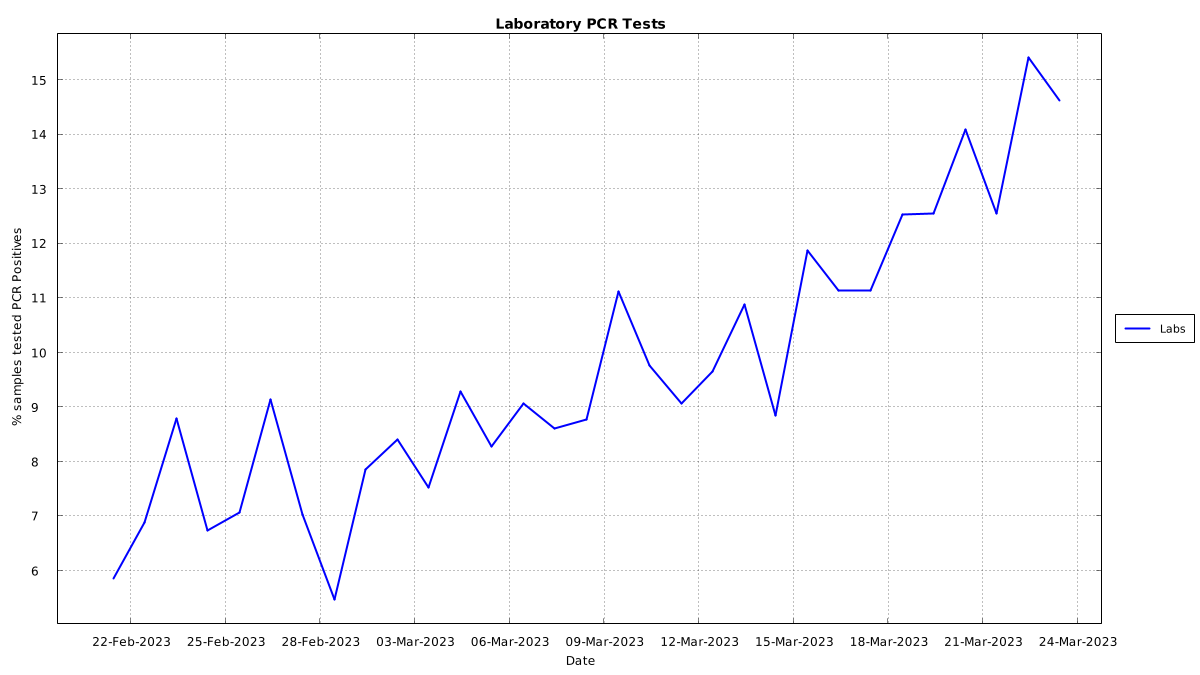 Laboratory PCR Tests
% samples tested PCR Positives
15
14
13
12
11
10
9
8
7
6
22-Feb-2023 25-Feb-2023 28-Feb-2023 03-Mar-2023 06-Mar-2023 09-Mar-2023 12-Mar-2023 15-Mar-2023 18-Mar-2023 21-Mar-2023 24-Mar-2023
Date
Labs